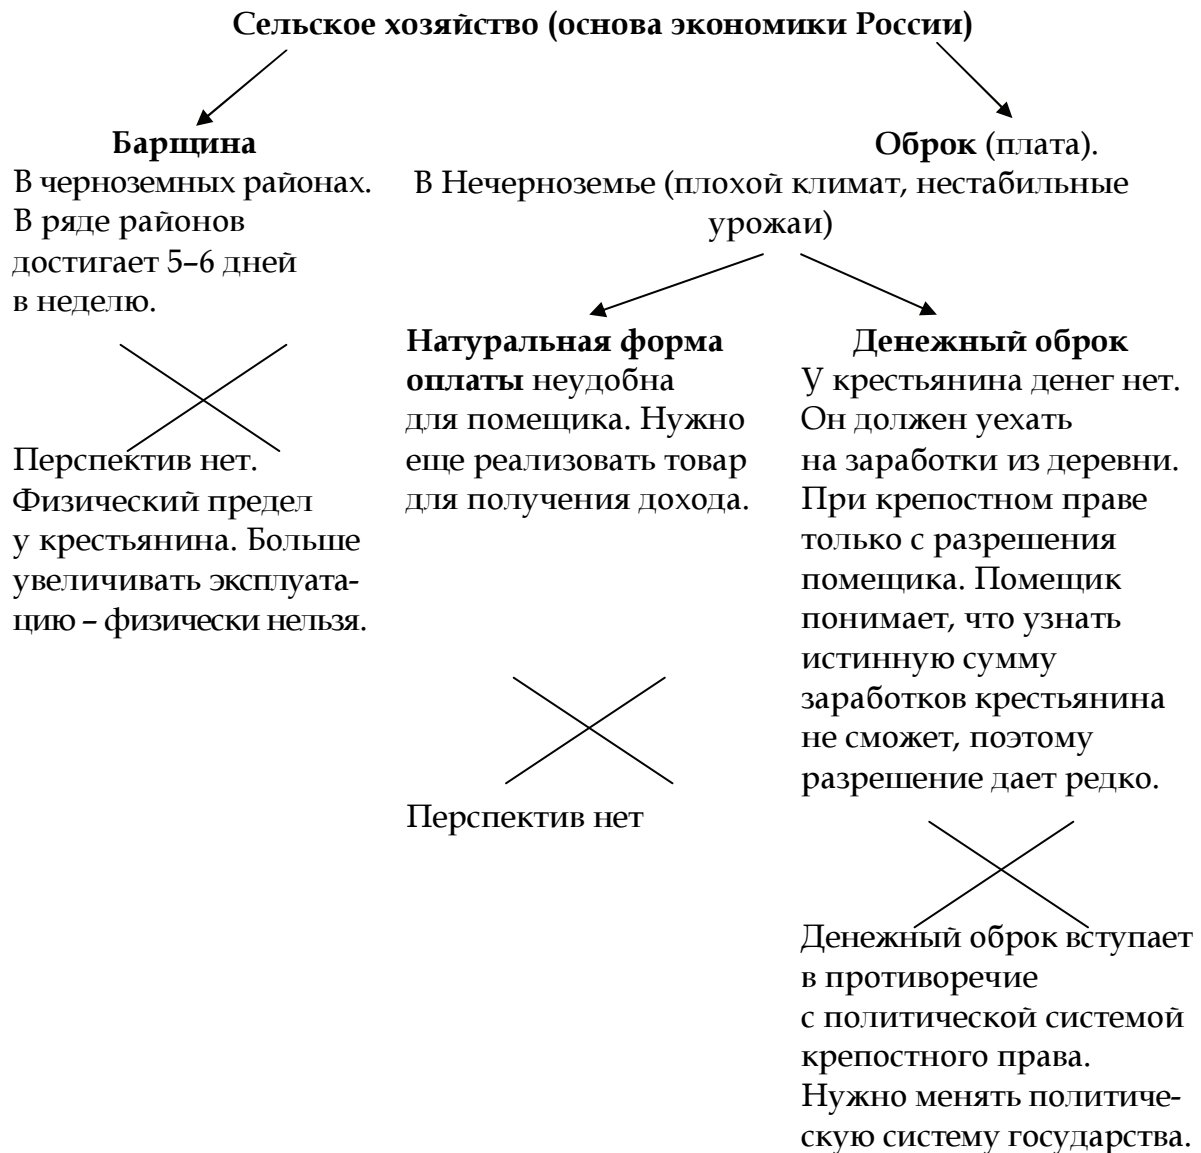 Сельское хозяйство (основа экономики России)
Барщина
В черноземных районах.
В ряде районов
достигает 5–6 дней
в неделю.
Перспектив нет.
Физический предел
у крестьянина. Больше
увеличивать эксплуата-
цию – физически нельзя.
Оброк (плата).
В Нечерноземье (плохой климат, нестабильные
урожаи)
Натуральная форма
оплаты неудобна
для помещика. Нужно
еще реализовать товар
для получения дохода.
Перспектив нет
Денежный оброк
У крестьянина денег нет.
Он должен уехать
на заработки из деревни.
При крепостном праве
только с разрешения
помещика. Помещик
понимает, что узнать
истинную сумму
заработков крестьянина
не сможет, поэтому
разрешение дает редко.
Денежный оброк вступает
в противоречие
с политической системой
крепостного права.
Нужно менять политиче-
скую систему государства.